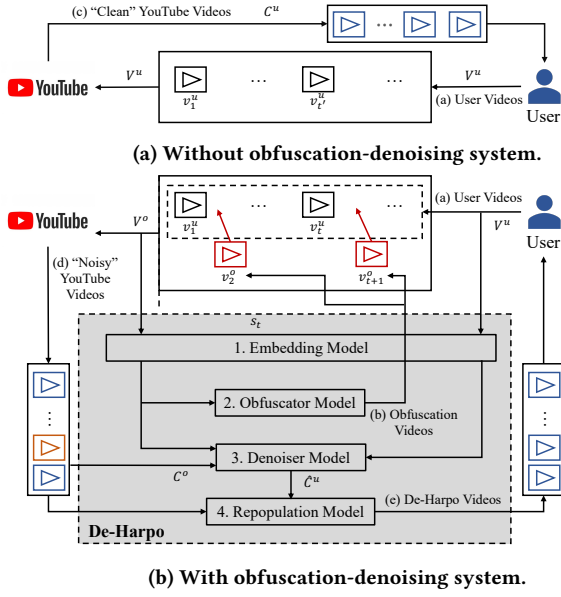 (c) “Clean” YouTube Videos C^u
...
YouTube
V^u
v_1^u
...
v_{t'}^u
...
V^u
(a) User Videos
User
(a) Without obfuscation-denoising system.
YouTube
V^o
v_1^u
...
v_t^u
...
(a) User Videos
V^u
User
v_2^o
v_{t+1}^o
(d) “Noisy”
YouTube
Videos
s_t
1. Embedding Model
2. Obfuscator Model
(b) Obfuscation
Videos
3. Denoiser Model
C^o
Ĉ^u
4. Repopulation Model
(e) De-Harpo Videos
De-Harpo
⋮
⋮
(b) With obfuscation-denoising system.